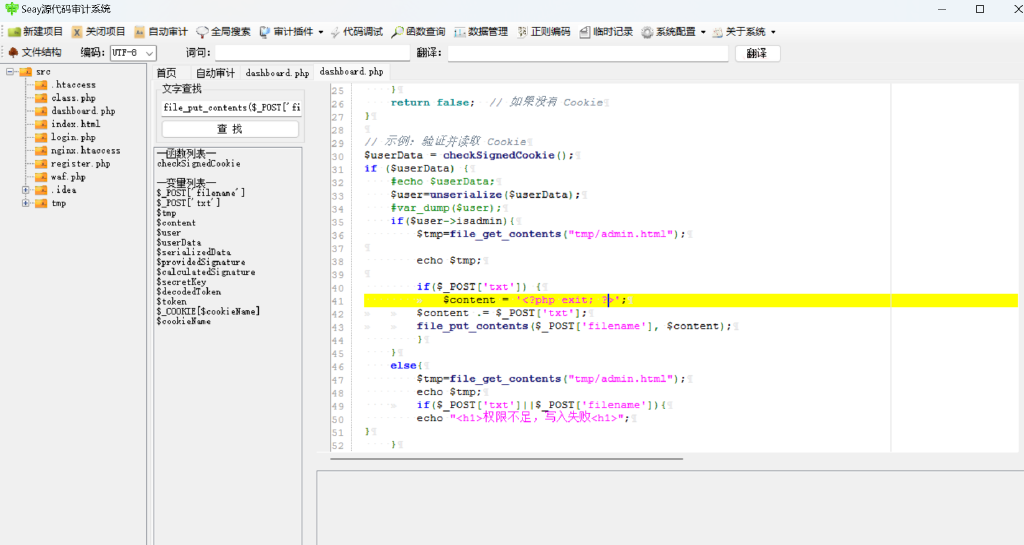 Seay源代码审计系统
新建项目 关闭项目 自动审计 全局搜索 审计插件 代码调试 函数查询 数据管理 正则编码 临时记录 系统配置 关于系统
文件结构 编码: UTF-8 词句: 翻译: 翻译
src
.htaccess
class.php
dashboard.php
index.html
login.php
nginx.htaccess
register.php
waf.php
.idea
tmp
首页 自动审计 dashboard.php dashboard.php
文字查找
file_put_contents($_POST['fi
查 找
—函数列表—
checkSignedCookie
—变量列表—
$_POST['filename']
$_POST['txt']
$tmp
$content
$user
$userData
$serializedData
$providedSignature
$calculatedSignature
$secretKey
$decodedToken
$token
$_COOKIE[$cookieName]
$cookieName
25 }
26 return false; // 如果没有 Cookie
27 }
28
29 // 示例: 验证并读取 Cookie
30 $userData = checkSignedCookie();
31 if ($userData) {
32 #echo $userData;
33 $user=unserialize($userData);
34 #var_dump($user);
35 if($user->isadmin){
36 $tmp=file_get_contents("tmp/admin.html");
37
38 echo $tmp;
39
40 if($_POST['txt']) {
41 $content = '<?php exit; ?>';
42 $content .= $_POST['txt'];
43 file_put_contents($_POST['filename'], $content);
44 }
45 }
46 else{
47 $tmp=file_get_contents("tmp/admin.html");
48 echo $tmp;
49 if($_POST['txt']||$_POST['filename']){
50 echo "<h1>权限不足，写入失败<h1>";
51 }
52 }